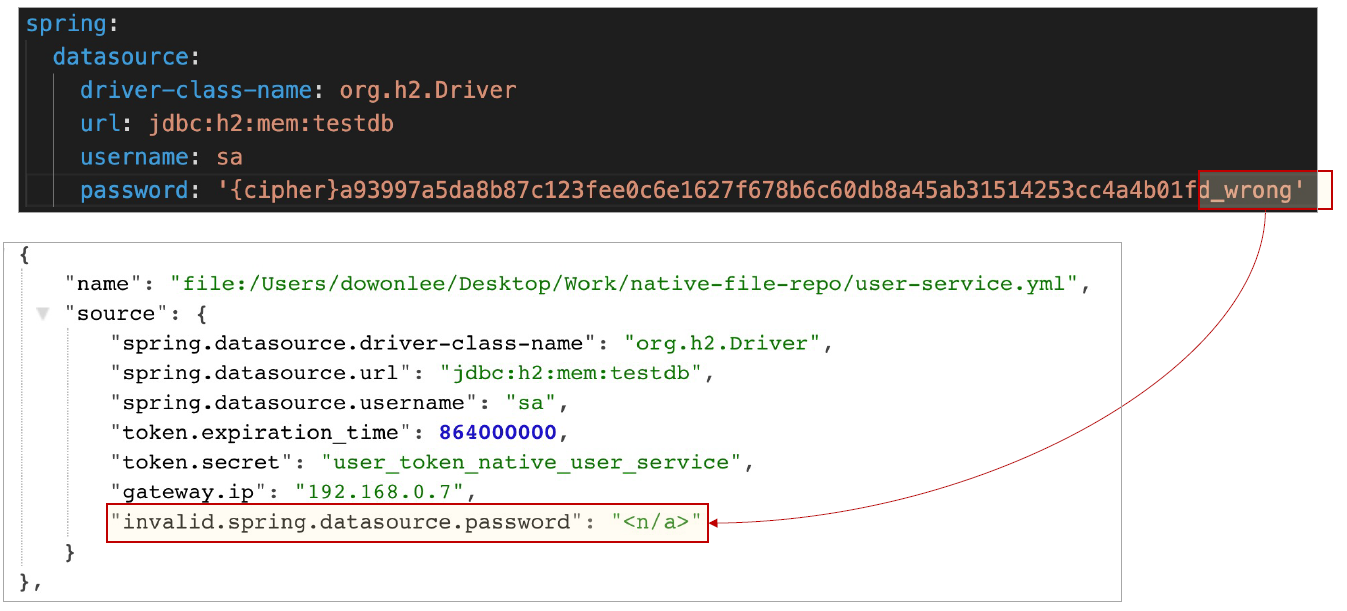 spring:
datasource:
driver-class-name: org.h2.Driver
url: jdbc:h2:mem:testdb
username: sa
password: '{cipher}a93997a5da8b87c123fee0c6e1627f678b6c60db8a45ab31514253cc4a4b01fd_wrong'
{
"name": "file:/Users/dowonlee/Desktop/Work/native-file-repo/user-service.yml",
"source": {
"spring.datasource.driver-class-name": "org.h2.Driver",
"spring.datasource.url": "jdbc:h2:mem:testdb",
"spring.datasource.username": "sa",
"token.expiration_time": 864000000,
"token.secret": "user_token_native_user_service",
"gateway.ip": "192.168.0.7",
"invalid.spring.datasource.password": "<n/a>"
}
},